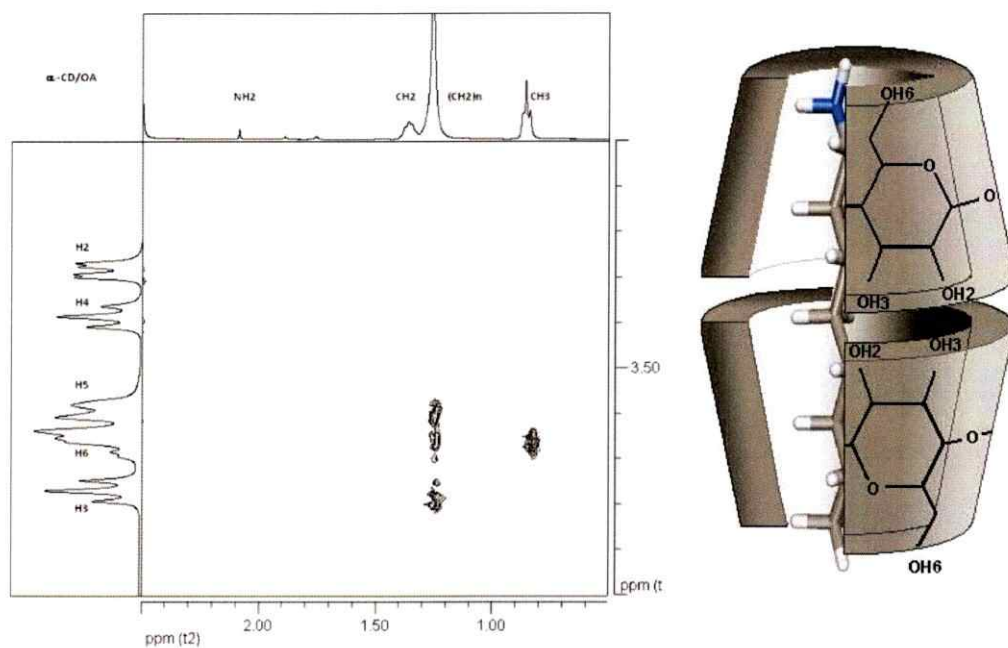 α-CD/OA
NH2
CH2
(CH2)n
CH3
H2
H4
H5
H6
H3
3.50
ppm (t
2.00
1.50
1.00
ppm (t2)
OH6
O
O
OH3
OH2
OH2
OH3
O
O
OH6